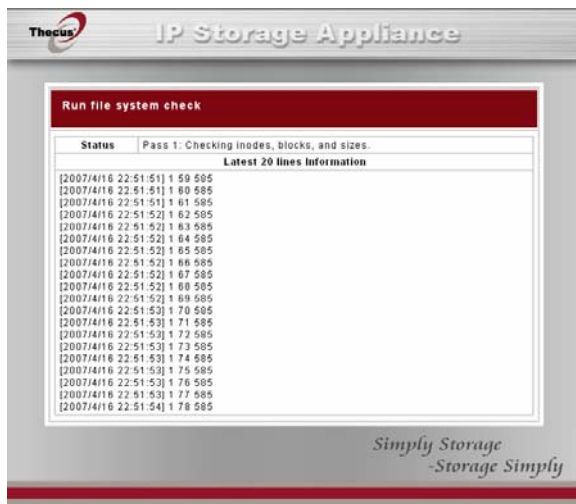 Thecus
IP Storage Appliance
Run file system check
Status Pass 1: Checking inodes, blocks, and sizes.
Latest 20 lines Information
[2007/4/16 22:51:51] 1 59 585
[2007/4/16 22:51:51] 1 60 585
[2007/4/16 22:51:51] 1 61 585
[2007/4/16 22:51:52] 1 62 585
[2007/4/16 22:51:52] 1 63 585
[2007/4/16 22:51:52] 1 64 585
[2007/4/16 22:51:52] 1 65 585
[2007/4/16 22:51:52] 1 66 585
[2007/4/16 22:51:52] 1 67 585
[2007/4/16 22:51:52] 1 68 585
[2007/4/16 22:51:52] 1 69 585
[2007/4/16 22:51:53] 1 70 585
[2007/4/16 22:51:53] 1 71 585
[2007/4/16 22:51:53] 1 72 585
[2007/4/16 22:51:53] 1 73 585
[2007/4/16 22:51:53] 1 74 585
[2007/4/16 22:51:53] 1 75 585
[2007/4/16 22:51:53] 1 76 585
[2007/4/16 22:51:53] 1 77 585
[2007/4/16 22:51:54] 1 78 585
Simply Storage
-Storage Simply